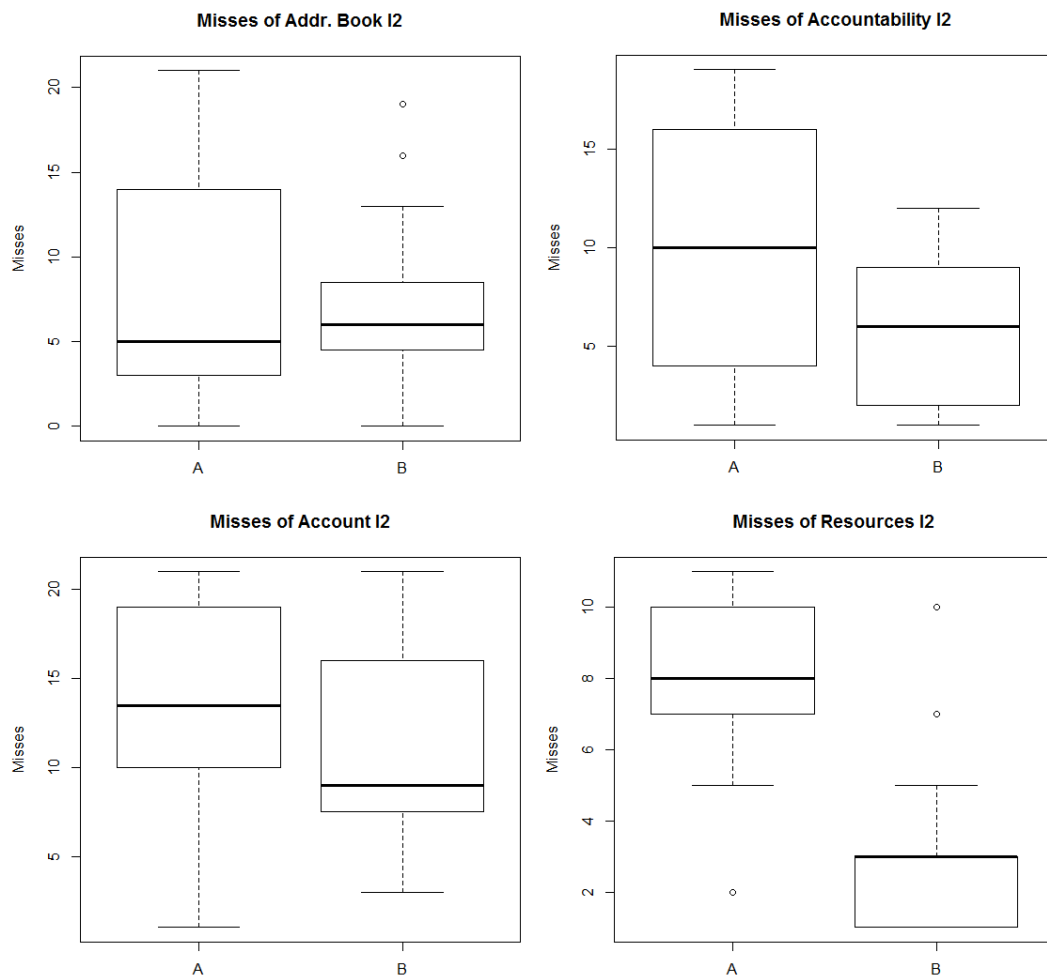 Misses of Addr. Book I2
Misses
20
15
10
5
0
A
B
Misses of Accountability I2
Misses
15
10
5
A
B
Misses of Account I2
Misses
20
15
10
5
A
B
Misses of Resources I2
Misses
10
8
6
4
2
A
B